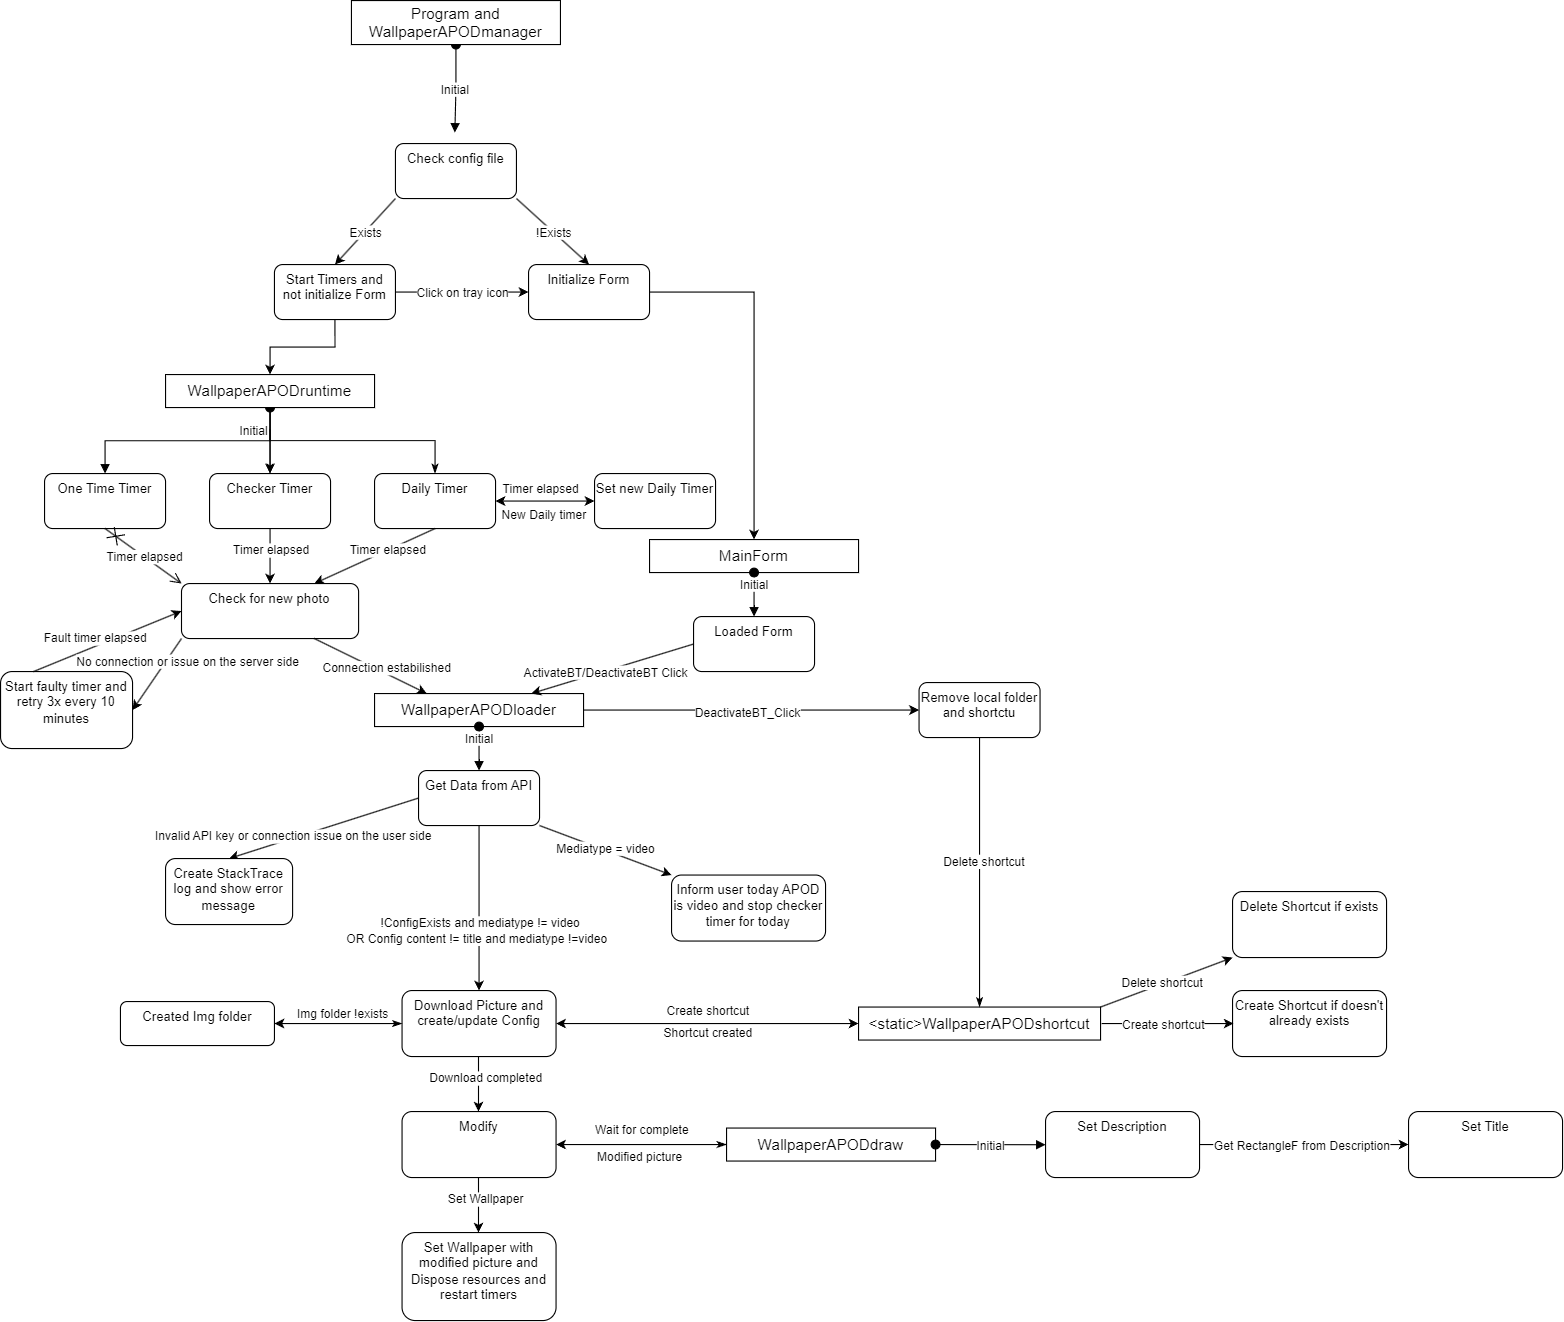 Program and
WallpaperAPODmanager
Initial
Check config file
Exists
!Exists
Start Timers and
not initialize Form
Click on tray icon
Initialize Form
WallpaperAPODruntime
Initial
One Time Timer
Checker Timer
Daily Timer
Timer elapsed
New Daily timer
Set new Daily Timer
Timer elapsed
Timer elapsed
Timer elapsed
MainForm
Initial
Check for new photo
Loaded Form
Fault timer elapsed
No connection or issue on the server side
Connection estabilished
ActivateBT/DeactivateBT Click
Start faulty timer and
retry 3x every 10
minutes
WallpaperAPODloader
DeactivateBT_Click
Remove local folder
and shortctu
Initial
Get Data from API
Invalid API key or connection issue on the user side
Mediatype = video
Delete shortcut
Create StackTrace
log and show error
message
Inform user today APOD
is video and stop checker
timer for today
!ConfigExists and mediatype != video
OR Config content != title and mediatype !=video
Delete Shortcut if exists
Delete shortcut
Created Img folder
Img folder !exists
Download Picture and
create/update Config
Create shortcut
Shortcut created
<static>WallpaperAPODshortcut
Create shortcut
Create Shortcut if doesn't
already exists
Download completed
Modify
Wait for complete
Modified picture
WallpaperAPODdraw
Initial
Set Description
Get RectangleF from Description
Set Title
Set Wallpaper
Set Wallpaper with
modified picture and
Dispose resources and
restart timers